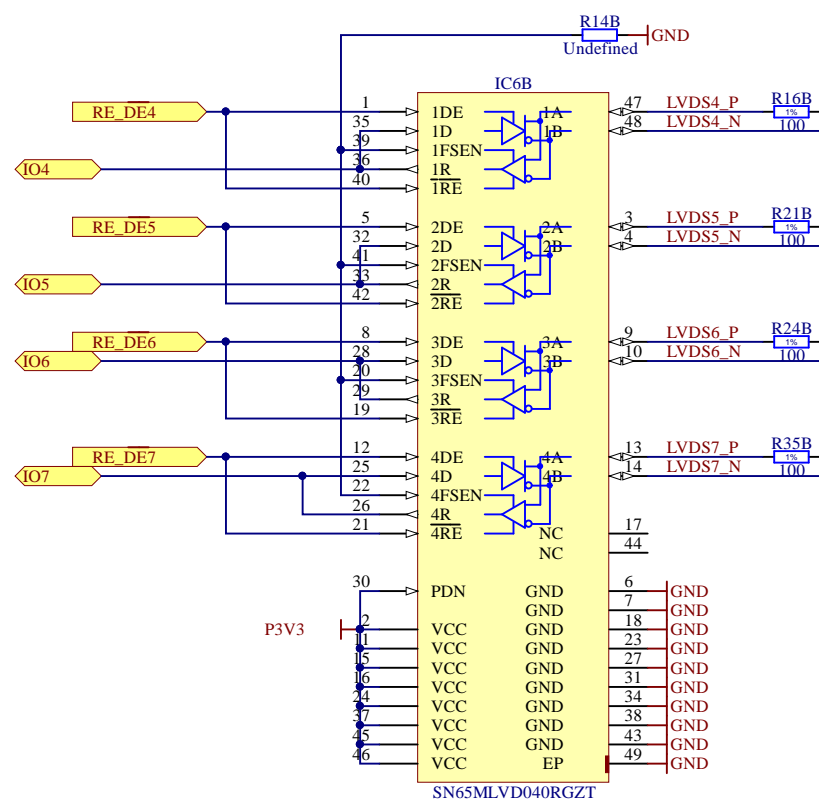 R14B
GND
Undefined
IC6B
RE_DE4 1 1DE 1A 47 LVDS4_P R16B
1%
35 1D 1B 48 LVDS4_N 100
39 1FSEN
IO4 36 1R
40 1RE
RE_DE5 5 2DE 2A 3 LVDS5_P R21B
1%
32 2D 2B 4 LVDS5_N 100
41 2FSEN
IO5 33 2R
42 2RE
RE_DE6 8 3DE 3A 9 LVDS6_P R24B
1%
IO6 28 3D 3B 10 LVDS6_N 100
20 3FSEN
29 3R
19 3RE
RE_DE7 12 4DE 4A 13 LVDS7_P R35B
1%
IO7 25 4D 4B 14 LVDS7_N 100
22 4FSEN
26 4R
21 4RE NC 17
NC 44
30 PDN GND 6 GND
GND 7
P3V3 2 VCC GND 18 GND
11 VCC GND 23 GND
15 VCC GND 27 GND
16 VCC GND 31 GND
24 VCC GND 34 GND
37 VCC GND 38 GND
45 VCC GND 43 GND
46 VCC EP 49 GND
SN65MLVD040RGZT